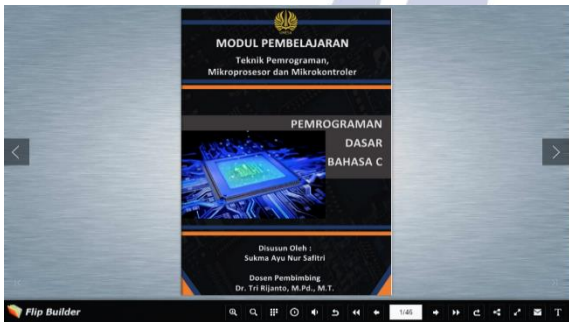 MODUL PEMBELAJARAN
Teknik Pemrograman,
Mikroprosesor dan Mikrokontroler
PEMROGRAMAN
DASAR
BAHASA C
Disusun Oleh :
Sukma Ayu Nur Safitri
Dosen Pembimbing
Dr. Tri Rijanto, M.Pd., M.T.
Flip Builder
1/46
T